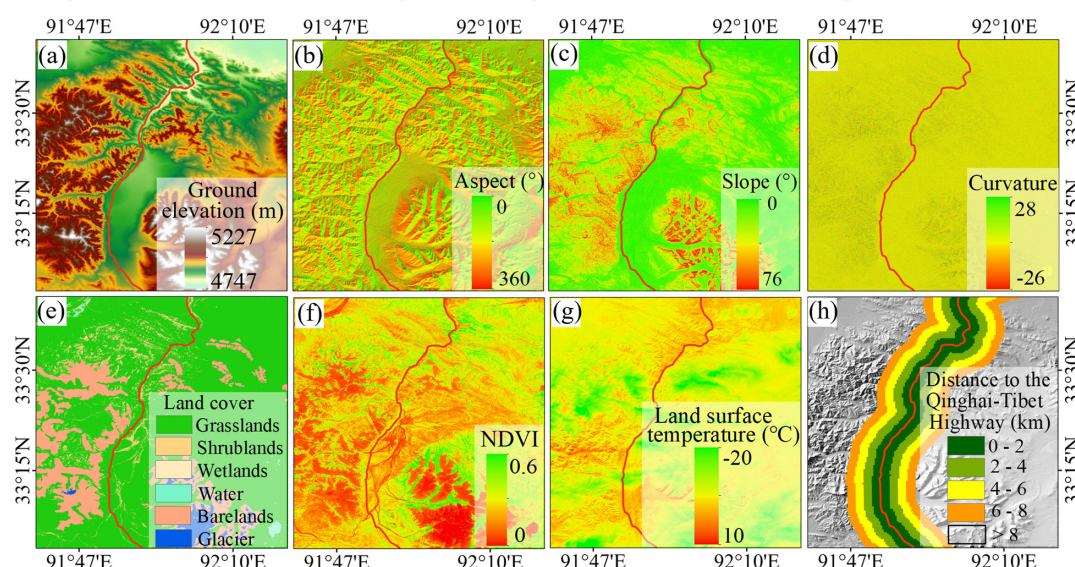 91°47'E 92°10'E 91°47'E 92°10'E 91°47'E 92°10'E 91°47'E 92°10'E
(a) (b) (c) (d)
33°30'N 33°30'N
33°15'N 33°15'N
Ground
elevation (m)
5227
4747
Aspect (°)
0
360
Slope (°)
0
76
Curvature
28
-26
(e) (f) (g) (h)
33°30'N 33°30'N
33°15'N 33°15'N
Land cover
Grasslands
Shrublands
Wetlands
Water
Barelands
Glacier
NDVI
0.6
0
Land surface
temperature (℃)
-20
10
Distance to the
Qinghai-Tibet
Highway (km)
0 - 2
2 - 4
4 - 6
6 - 8
> 8
91°47'E 92°10'E 91°47'E 92°10'E 91°47'E 92°10'E 91°47'E 92°10'E